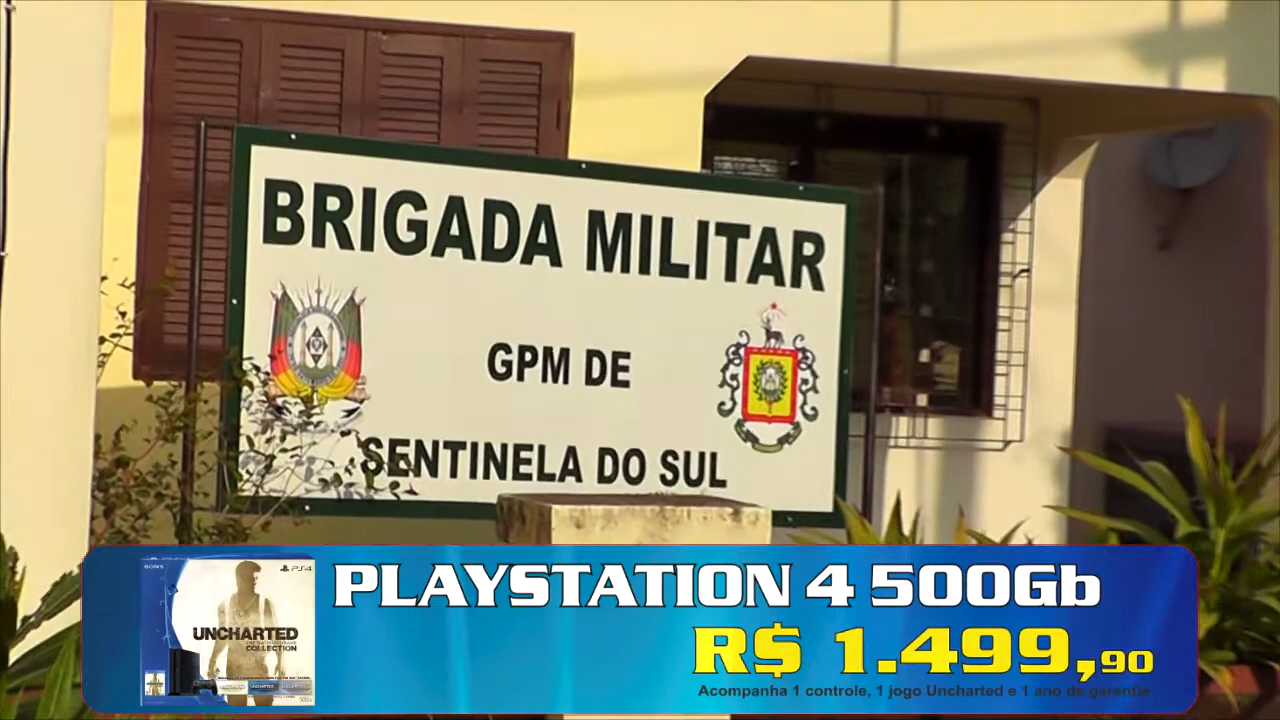 BRIGADA MILITAR
GPM DE
SENTINELA DO SUL
PLAYSTATION 4 500Gb
R$ 1.499,90
Acompanha 1 controle, 1 jogo Uncharted e 1 ano de garantia
SONY
PS4
UNCHARTED
COLLECTION